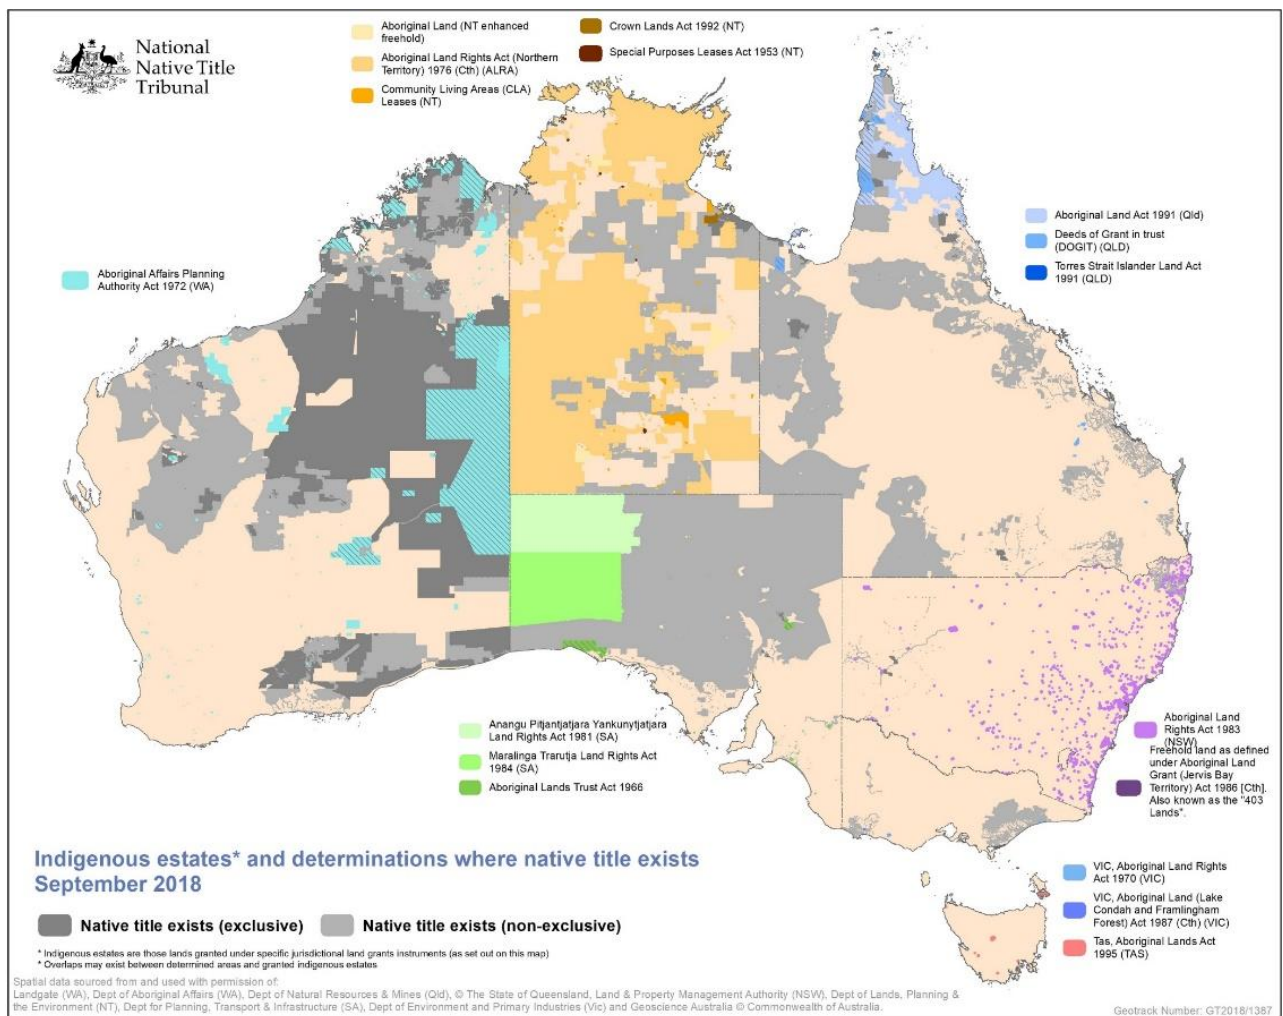 National
Native Title
Tribunal
Aboriginal Land (NT enhanced
freehold)
Aboriginal Land Rights Act (Northern
Territory) 1976 (Cth) (ALRA)
Community Living Areas (CLA)
Leases (NT)
Crown Lands Act 1992 (NT)
Special Purposes Leases Act 1953 (NT)
Aboriginal Affairs Planning
Authority Act 1972 (WA)
Aboriginal Land Act 1991 (Qld)
Deeds of Grant in trust
(DOGIT) (QLD)
Torres Strait Islander Land Act
1991 (QLD)
Anangu Pitjantjatjara Yankunytjatjara
Land Rights Act 1981 (SA)
Maralinga Trarutja Land Rights Act
1984 (SA)
Aboriginal Lands Trust Act 1966
Aboriginal Land
Rights Act 1983
(NSW)
Freehold land as defined
under Aboriginal Land
Grant (Jervis Bay
Territory) Act 1986 [Cth].
Also known as the "403
Lands".
VIC, Aboriginal Land Rights
Act 1970 (VIC)
VIC, Aboriginal Land (Lake
Condah and Framlingham
Forest) Act 1987 (Cth) (VIC)
Tas, Aboriginal Lands Act
1995 (TAS)
Indigenous estates* and determinations where native title exists
September 2018
Native title exists (exclusive)
Native title exists (non-exclusive)
* Indigenous estates are those lands granted under specific jurisdictional land grants instruments (as set out on this map)
* Overlaps may exist between determined areas and granted indigenous estates
Spatial data sourced from and used with permission of:
Landgate (WA), Dept of Aboriginal Affairs (WA), Dept of Natural Resources & Mines (Qld), © The State of Queensland, Land & Property Management Authority (NSW), Dept of Lands, Planning &
the Environment (NT), Dept for Planning, Transport & Infrastructure (SA), Dept of Environment and Primary Industries (Vic) and Geoscience Australia © Commonwealth of Australia.
Geotrack Number: GT2018/1387